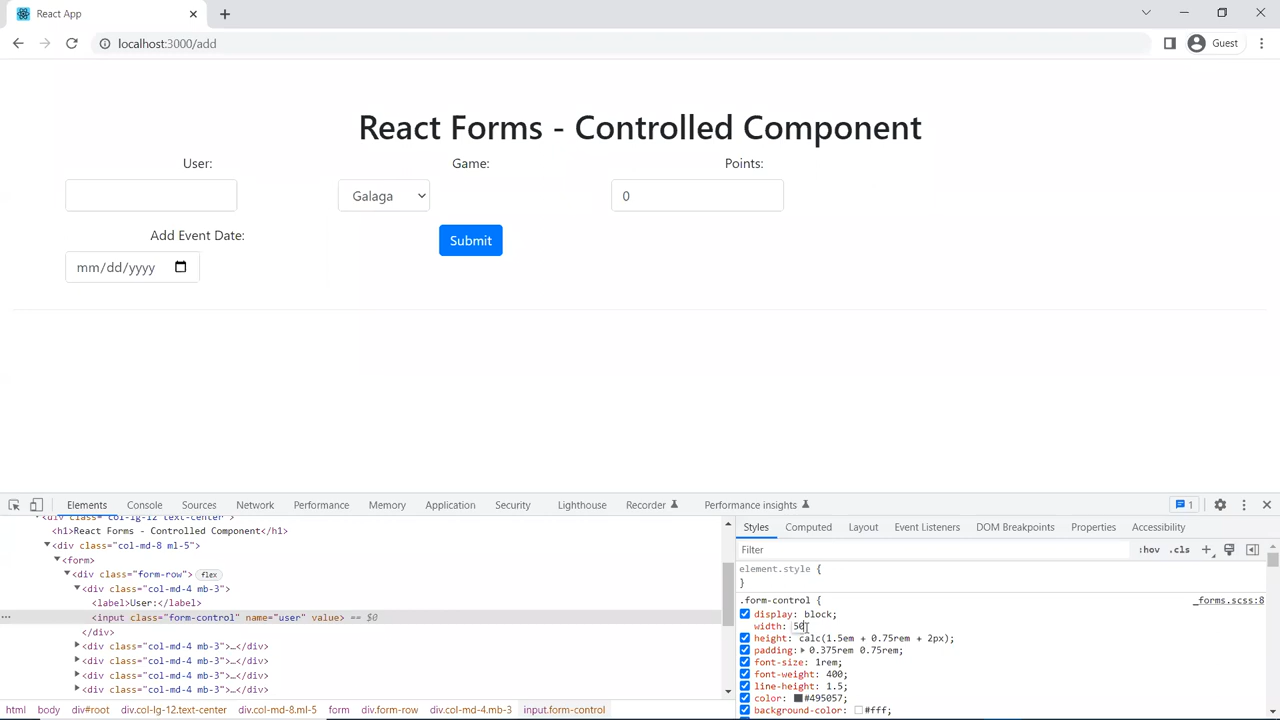 React App
localhost:3000/add
Guest
React Forms - Controlled Component
User: Game: Points:
Galaga 0
Add Event Date: Submit
mm/dd/yyyy
Elements Console Sources Network Performance Memory Application Security Lighthouse Recorder Performance insights 1
<div class="col-lg-12 text-center">
<h1>React Forms - Controlled Component</h1>
<div class="col-md-8 ml-5">
<form>
<div class="form-row"> flex
<div class="col-md-4 mb-3">
<label>User:</label>
... <input class="form-control" name="user" value> == $0
</div>
<div class="col-md-4 mb-3">…</div>
<div class="col-md-4 mb-3">…</div>
<div class="col-md-4 mb-3">…</div>
<div class="col-md-4 mb-3">…</div>
html body div#root div.col-lg-12.text-center div.col-md-8.ml-5 form div.form-row div.col-md-4.mb-3 input.form-control
Styles Computed Layout Event Listeners DOM Breakpoints Properties Accessibility
Filter :hov .cls
element.style {
}
.form-control { _forms.scss:8
display: block;
width: 50
height: calc(1.5em + 0.75rem + 2px);
padding: 0.375rem 0.75rem;
font-size: 1rem;
font-weight: 400;
line-height: 1.5;
color: #495057;
background-color: #fff;